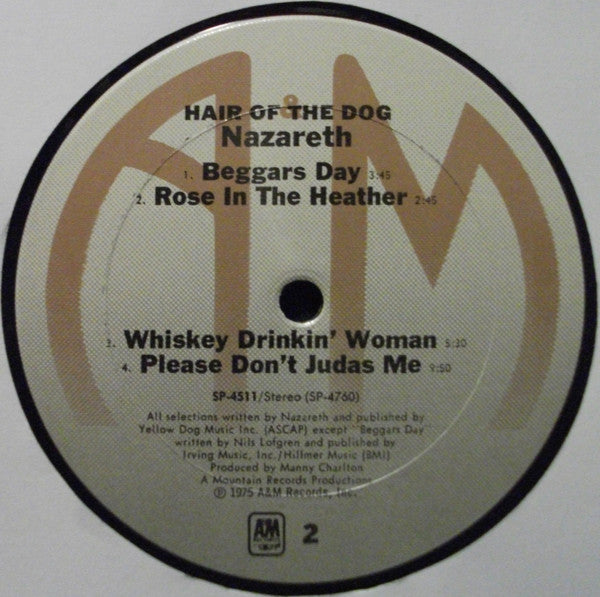 A&M
HAIR OF THE DOG
Nazareth
1. Beggars Day 3:45
2. Rose In The Heather 2:45
3. Whiskey Drinkin' Woman 5:30
4. Please Don't Judas Me 9:50
SP-4511/Stereo (SP-4760)
All selections written by Nazareth and published by
Yellow Dog Music Inc. (ASCAP) except "Beggars Day"
written by Nils Lofgren and published by
Irving Music, Inc./Hillmer Music (BMI)
Produced by Manny Charlton
A Mountain Records Production
℗ 1975 A&M Records, Inc.
A&M
RECORDS
2